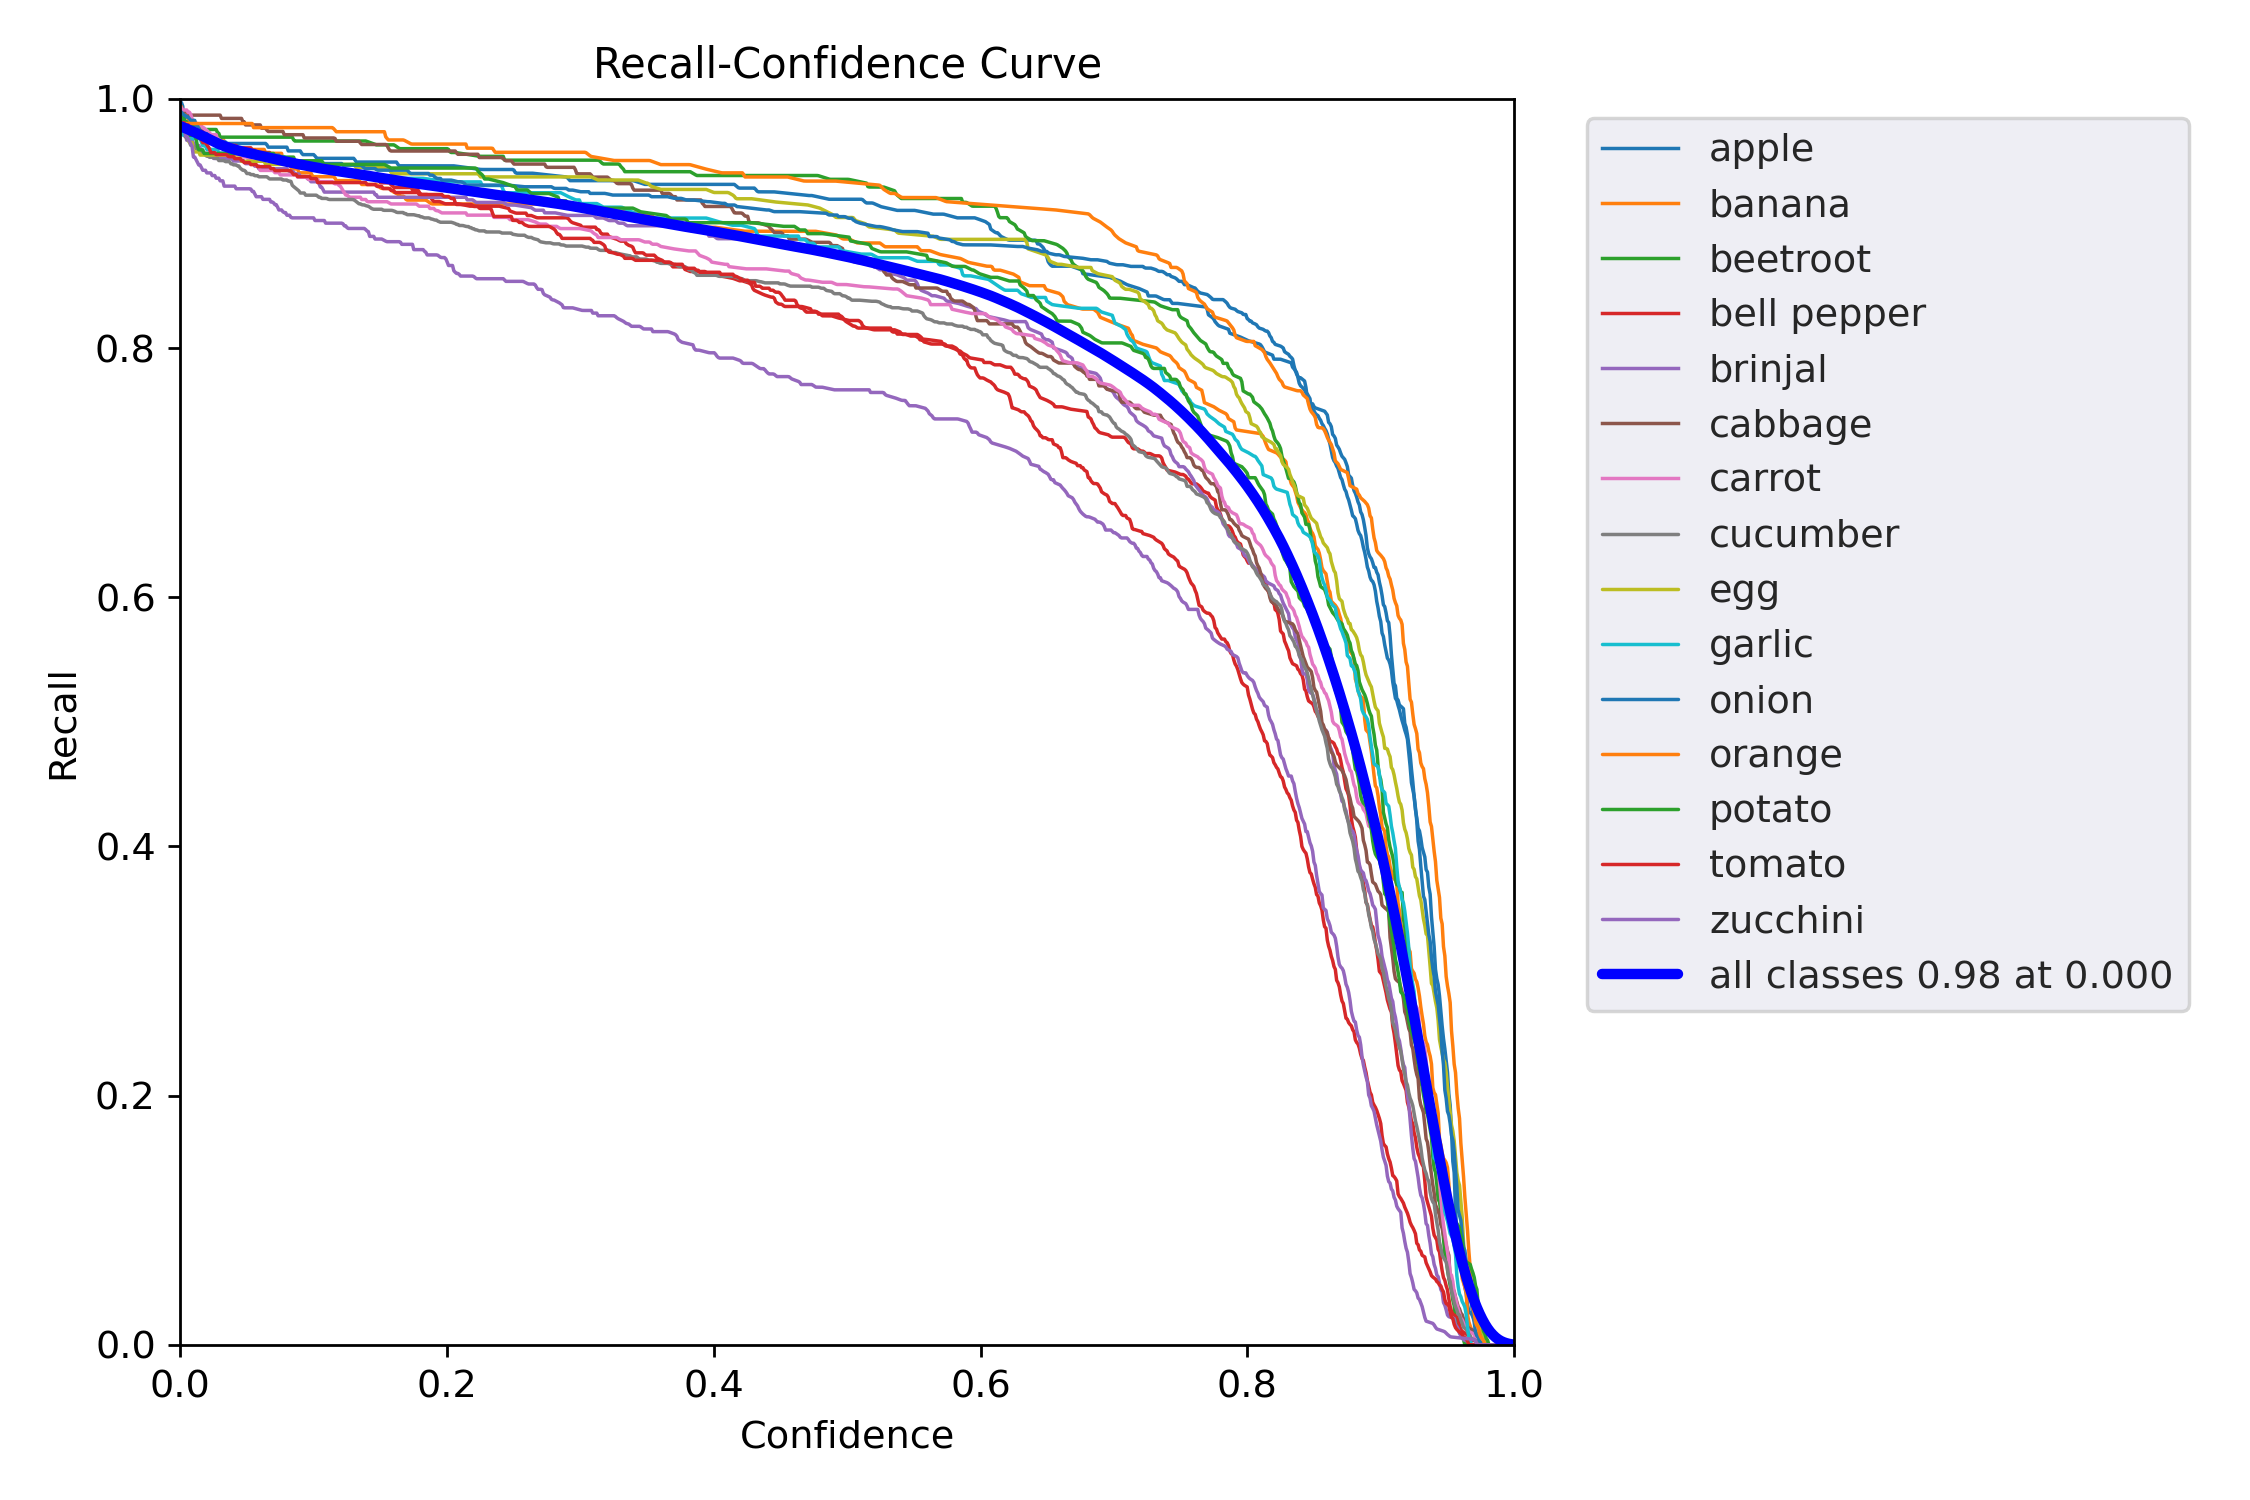 Recall-Confidence Curve
1.0
0.8
0.6
0.4
0.2
0.0
Recall
0.0 0.2 0.4 0.6 0.8 1.0
Confidence
apple
banana
beetroot
bell pepper
brinjal
cabbage
carrot
cucumber
egg
garlic
onion
orange
potato
tomato
zucchini
all classes 0.98 at 0.000